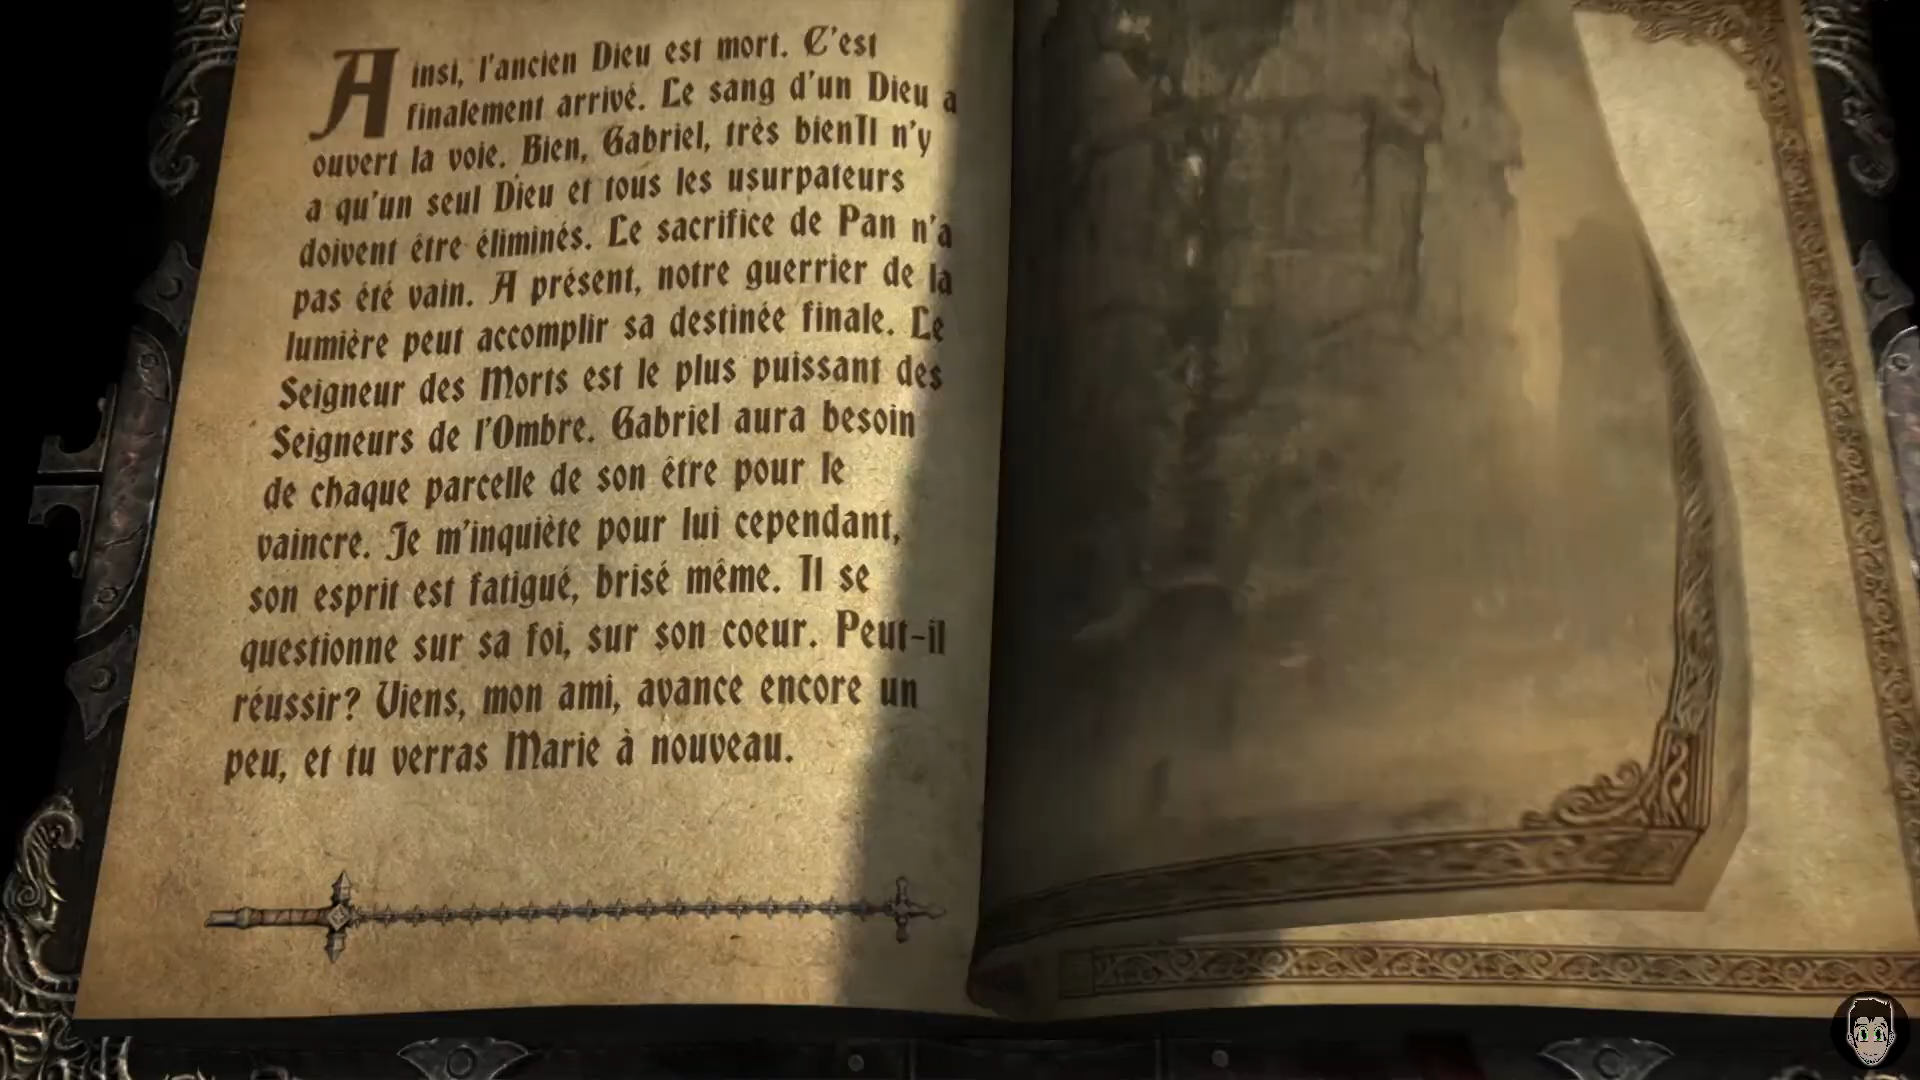 Ainsi, l'ancien Dieu est mort. C'est
finalement arrivé. Le sang d'un Dieu a
ouvert la voie. Bien, Gabriel, très bienIl n'y
a qu'un seul Dieu et tous les usurpateurs
doivent être éliminés. Le sacrifice de Pan n'a
pas été vain. A présent, notre guerrier de la
lumière peut accomplir sa destinée finale. Le
Seigneur des Morts est le plus puissant des
Seigneurs de l'Ombre. Gabriel aura besoin
de chaque parcelle de son être pour le
vaincre. Je m'inquiète pour lui cependant,
son esprit est fatigué, brisé même. Il se
questionne sur sa foi, sur son coeur. Peut-il
réussir? Viens, mon ami, avance encore un
peu, et tu verras Marie à nouveau.